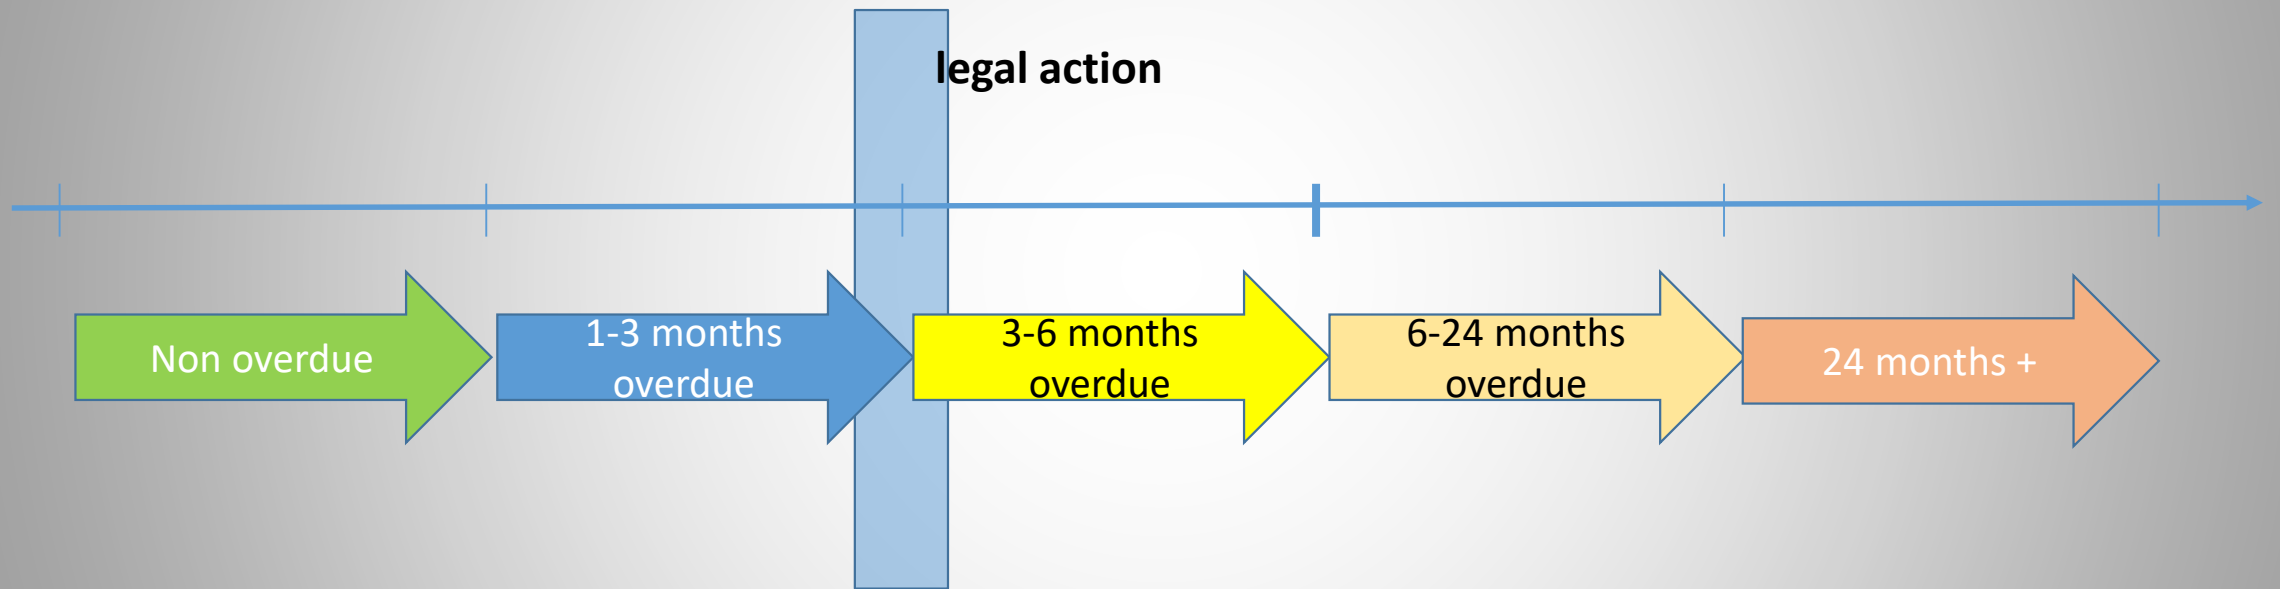 legal action
Non overdue
1-3 months
overdue
3-6 months
overdue
6-24 months
overdue
24 months +